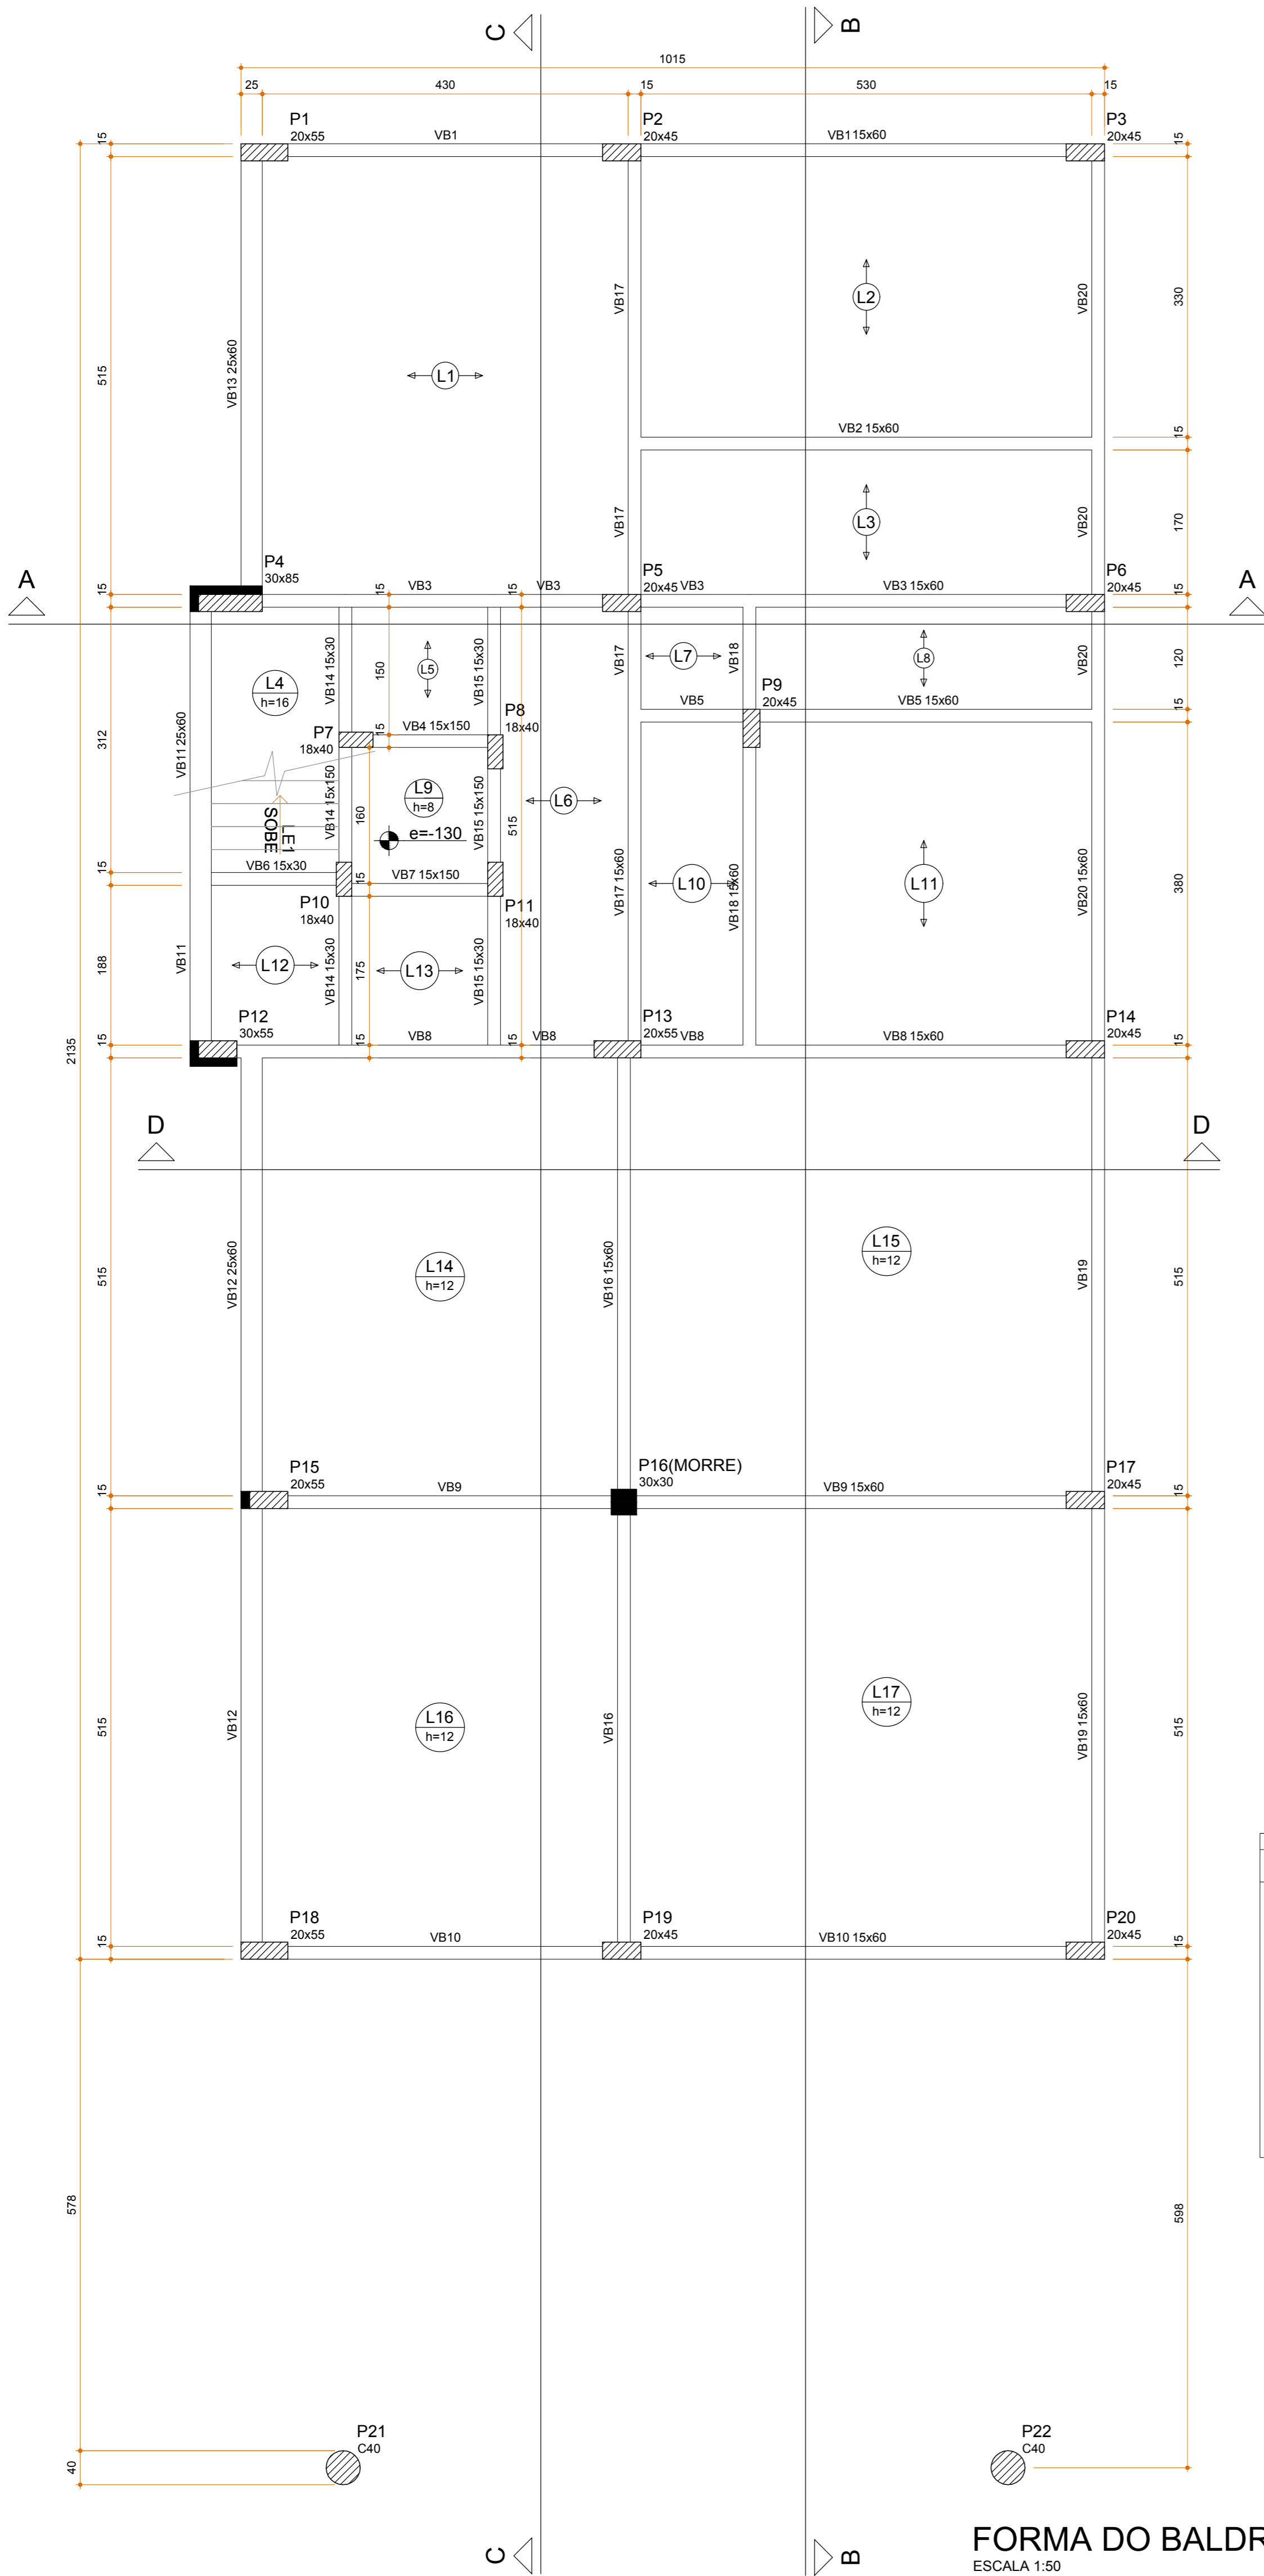 C
B
1015
25
430
15
530
15
P1
20x55
VB1
P2
20x45
VB1 15x60
P3
20x45
15
15
L2
VB17
VB20
330
L1
VB13 25x60
515
VB2 15x60
15
L3
VB17
VB20
170
A
P4
30x85
15
VB3
15
15
VB3
P5
20x45
VB3
VB3 15x60
P6
20x45
15
A
L4
h=16
VB14 15x30
150
L5
VB15 15x30
VB17
L7
VB18
L8
VB20
120
VB11 25x60
312
P7
18x40
15
VB4 15x150
P8
18x40
VB5
P9
20x45
VB5 15x60
15
L9
h=8
VB14 15x150
160
e=-130
VB15 15x150
515
L6
SOBE
LE1
VB6 15x30
15
VB7 15x150
15
VB17 15x60
L10
VB18 15x60
L11
VB20 15x60
380
P10
18x40
P11
18x40
VB11
188
L12
VB14 15x30
175
L13
VB15 15x30
P12
30x55
15
15
VB8
15
VB8
P13
20x55
VB8
VB8 15x60
P14
20x45
15
2135
D
D
L14
h=12
L15
h=12
515
VB12 25x60
VB16 15x60
VB19
515
P15
20x55
15
VB9
P16(MORRE)
30x30
VB9 15x60
P17
20x45
15
L16
h=12
L17
h=12
515
VB12
VB16
VB19 15x60
515
P18
20x55
15
VB10
P19
20x45
VB10 15x60
P20
20x45
15
578
598
P21
C40
P22
C40
40
C
B
FORMA DO BALDR
ESCALA 1:50